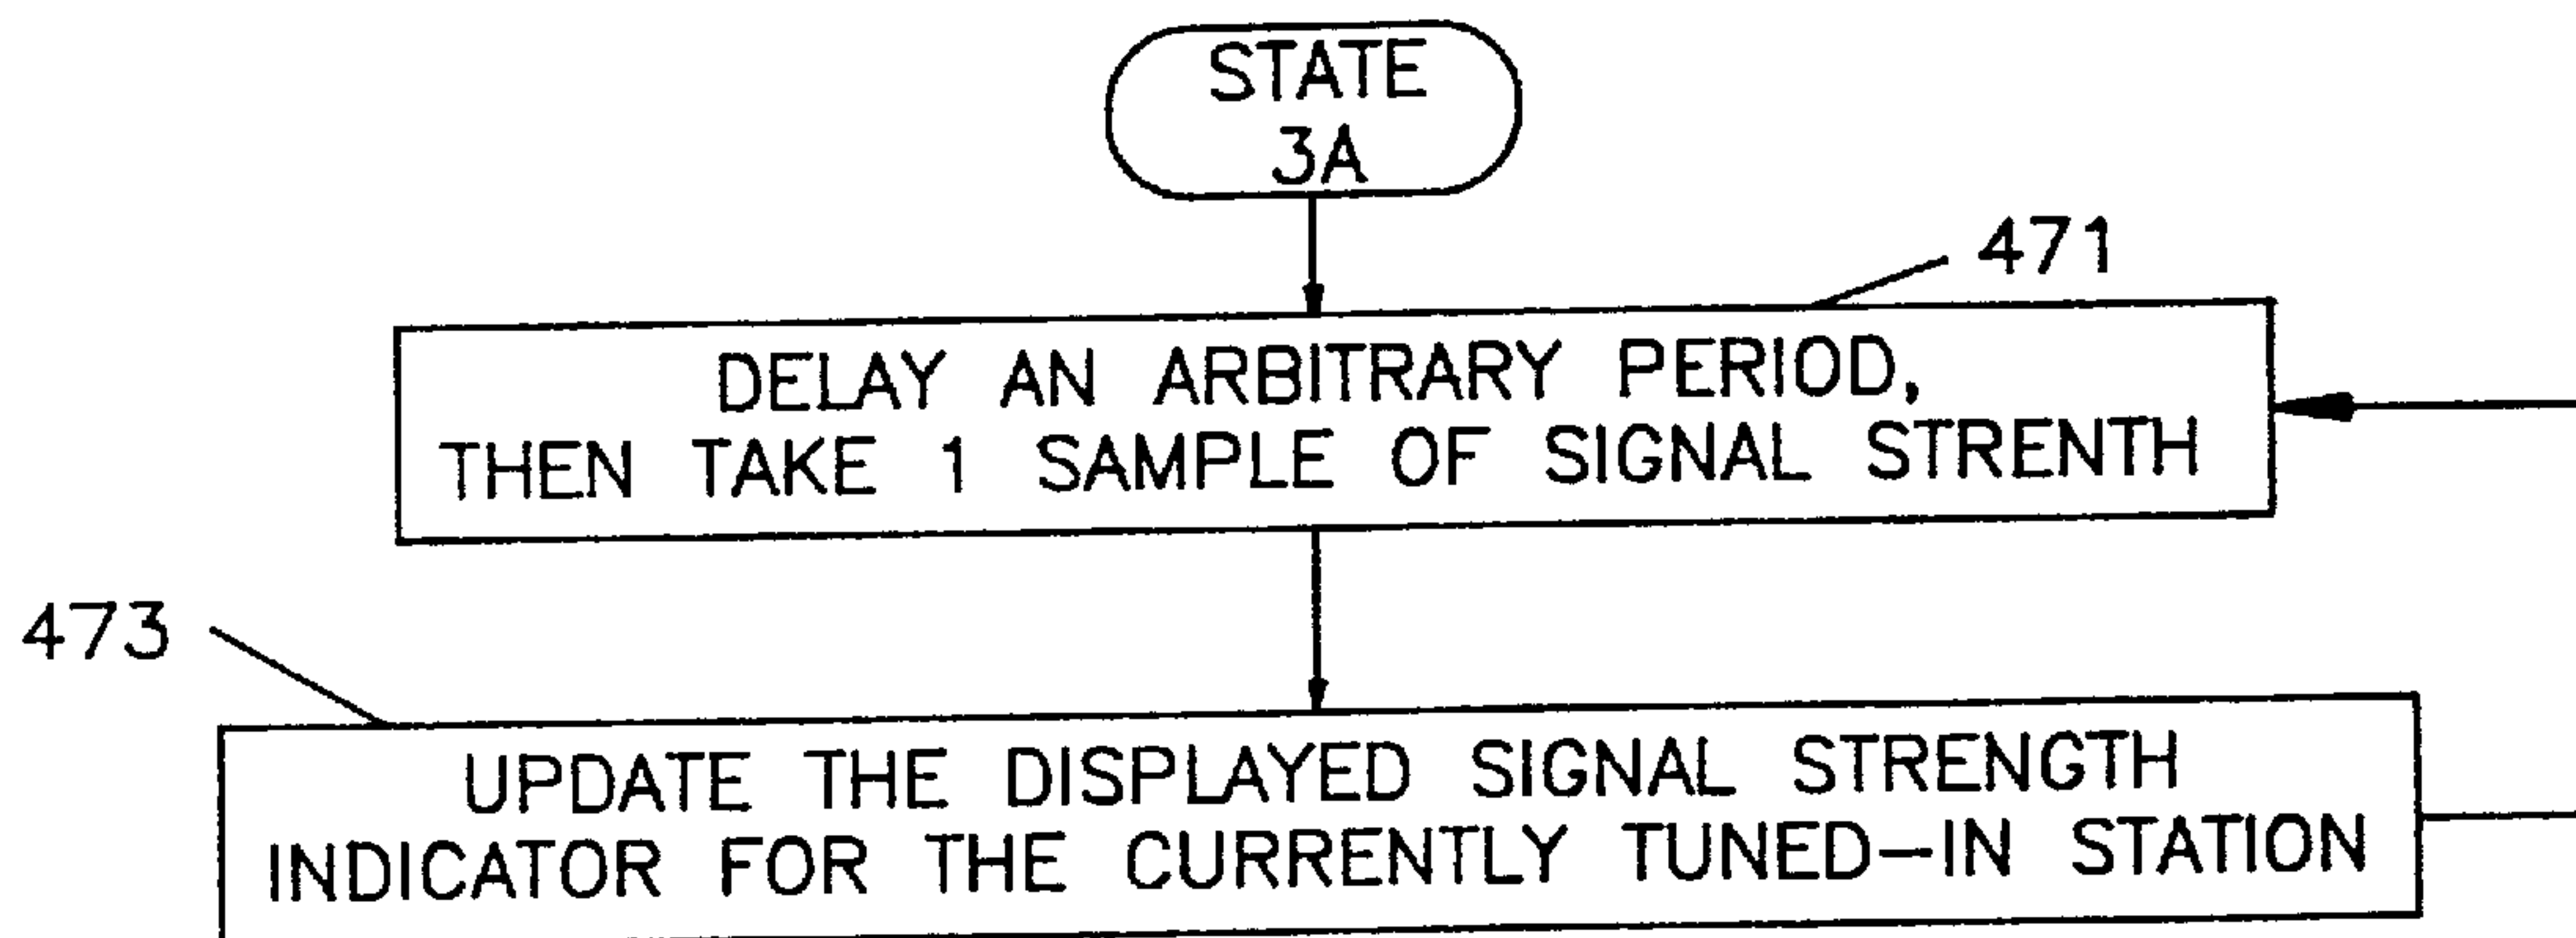 STATE
3A
471
DELAY AN ARBITRARY PERIOD,
THEN TAKE 1 SAMPLE OF SIGNAL STRENTH
473
UPDATE THE DISPLAYED SIGNAL STRENGTH
INDICATOR FOR THE CURRENTLY TUNED-IN STATION